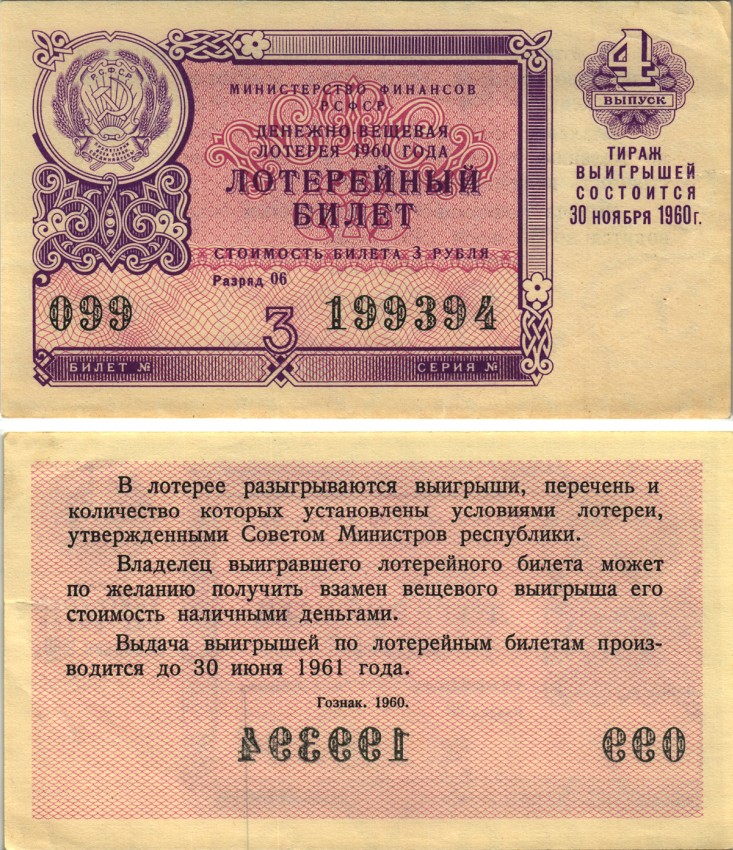 РСФСР
МИНИСТЕРСТВО ФИНАНСОВ
РСФСР
ДЕНЕЖНО-ВЕЩЕВАЯ
ЛОТЕРЕЯ 1960 ГОДА
ЛОТЕРЕЙНЫЙ
БИЛЕТ
СТОИМОСТЬ БИЛЕТА 3 РУБЛЯ
Разряд 06
099
3
199394
БИЛЕТ №
СЕРИЯ №
4
ВЫПУСК
ТИРАЖ
ВЫИГРЫШЕЙ
СОСТОИТСЯ
30 НОЯБРЯ 1960 г.
В лотерее разыгрываются выигрыши, перечень и
количество которых установлены условиями лотереи,
утвержденными Советом Министров республики.
Владелец выигравшего лотерейного билета может
по желанию получить взамен вещевого выигрыша его
стоимость наличными деньгами.
Выдача выигрышей по лотерейным билетам произ-
водится до 30 июня 1961 года.
Гознак. 1960.
199394
099